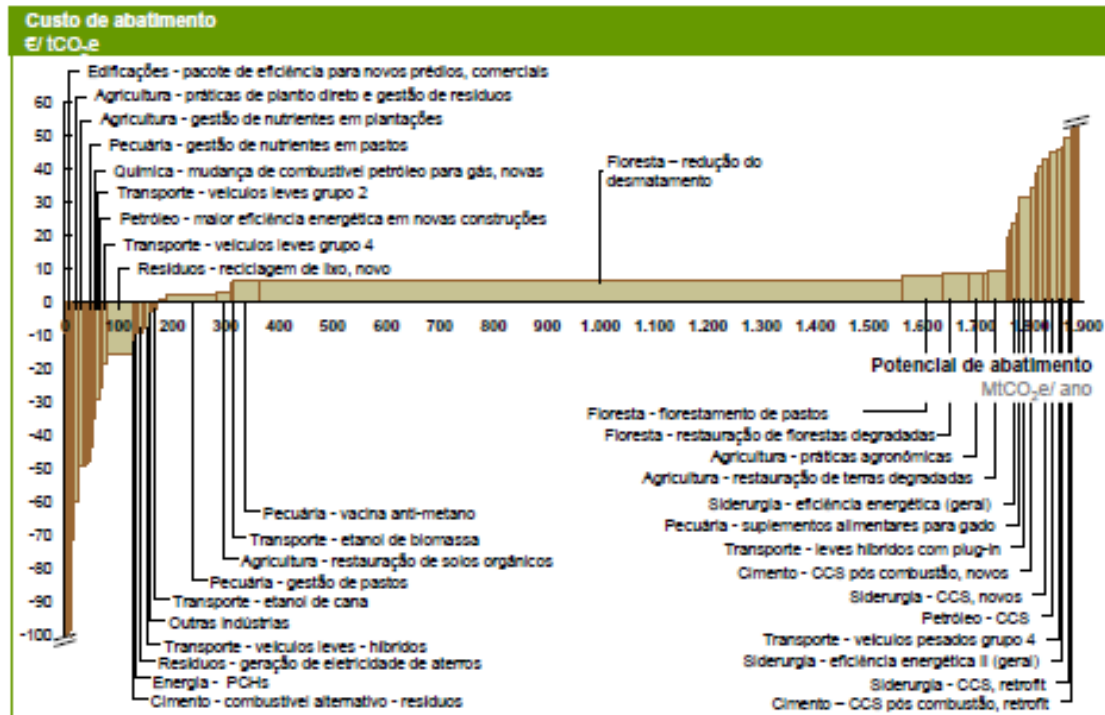 Custo de abatimento
€/ tCO2e
Edificações - pacote de eficiência para novos prédios, comerciais
Agricultura - práticas de plantio direto e gestão de resíduos
Agricultura - gestão de nutrientes em plantações
Pecuária - gestão de nutrientes em pastos
Química - mudança de combustível petróleo para gás, novas
Transporte - veículos leves grupo 2
Petróleo - maior eficiência energética em novas construções
Transporte - veículos leves grupo 4
Resíduos - reciclagem de lixo, novo
Floresta – redução do
desmatamento
60
50
40
30
20
10
0
-10
-20
-30
-40
-50
-60
-70
-80
-90
-100
0 100 200 300 400 500 600 700 800 900 1.000 1.100 1.200 1.300 1.400 1.500 1.600 1.700 1.800 1.900
Potencial de abatimento
MtCO2e/ ano
Floresta - florestamento de pastos
Floresta - restauração de florestas degradadas
Agricultura - práticas agronômicas
Agricultura - restauração de terras degradadas
Siderurgia - eficiência energética (geral)
Pecuária - suplementos alimentares para gado
Transporte - leves híbridos com plug-in
Cimento - CCS pós combustão, novos
Siderurgia - CCS, novos
Petróleo - CCS
Transporte - veículos pesados grupo 4
Siderurgia - eficiência energética II (geral)
Siderurgia - CCS, retrofit
Cimento – CCS pós combustão, retrofit
Pecuária - vacina anti-metano
Transporte - etanol de biomassa
Agricultura - restauração de solos orgânicos
Pecuária - gestão de pastos
Transporte - etanol de cana
Outras indústrias
Transporte - veículos leves - híbridos
Resíduos - geração de eletricidade de aterros
Energia - PCHs
Cimento - combustível alternativo - resíduos